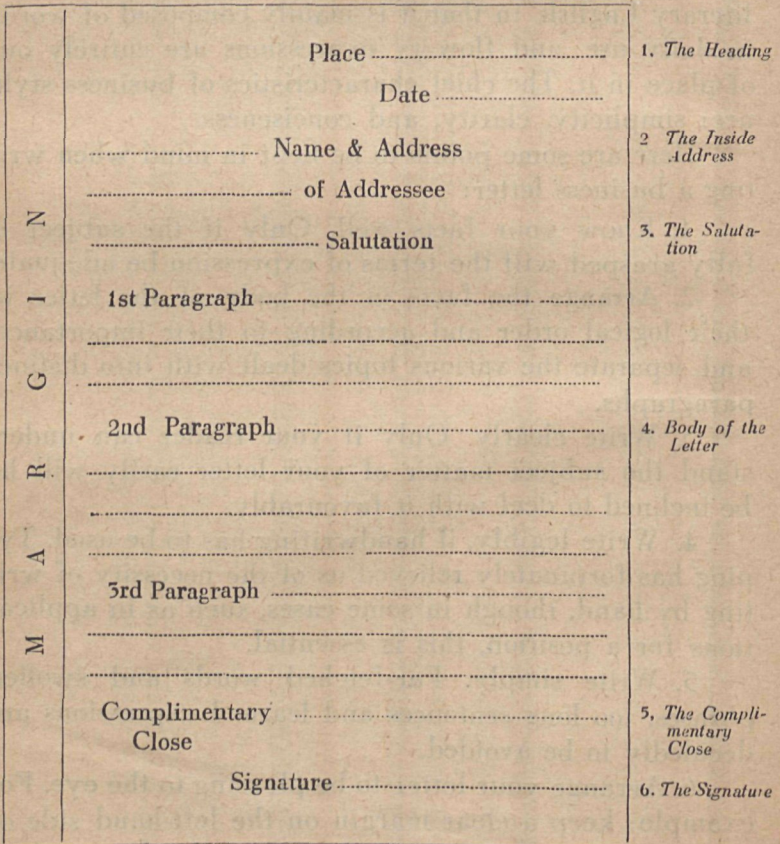 Place
Date
Name & Address
of Addressee
Salutation
1st Paragraph
2nd Paragraph
3rd Paragraph
Complimentary
Close
Signature
MARGIN
1. The Heading
2 The Inside
Address
3. The Saluta-
tion
4. Body of the
Letter
5, The Compli-
mentary
Close
6. The Signature